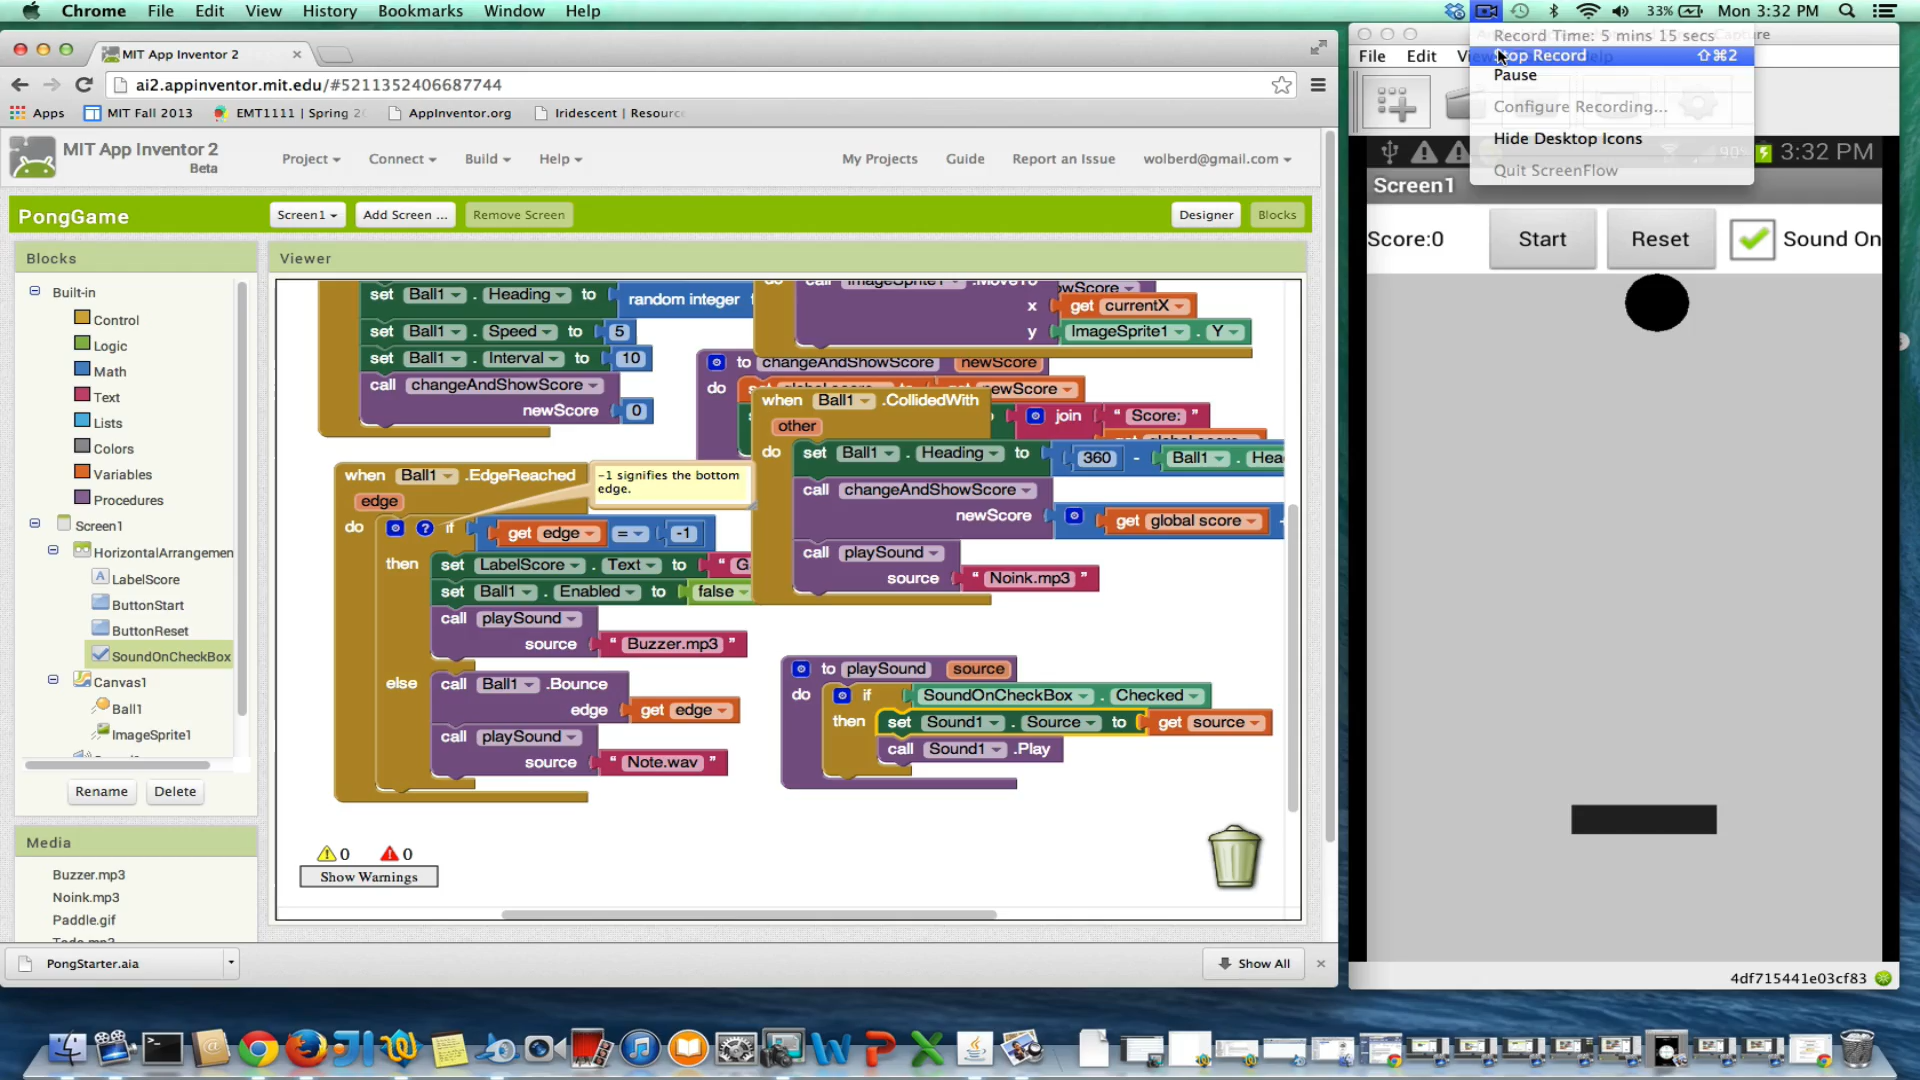 Chrome File Edit View History Bookmarks Window Help
33% Mon 3:32 PM
MIT App Inventor 2
ai2.appinventor.mit.edu/#5211352406687744
Apps MIT Fall 2013 EMT1111 | Spring 2 AppInventor.org Iridescent | Resourc
MIT App Inventor 2
Beta
Project Connect Build Help
My Projects Guide Report an Issue wolberd@gmail.com
PongGame
Screen1 Add Screen ... Remove Screen
Designer Blocks
Blocks
Built-in
Control
Logic
Math
Text
Lists
Colors
Variables
Procedures
Screen1
HorizontalArrangemen
LabelScore
ButtonStart
ButtonReset
SoundOnCheckBox
Canvas1
Ball1
ImageSprite1
Rename Delete
Media
Buzzer.mp3
Noink.mp3
Paddle.gif
Viewer
set Ball1 . Heading to random integer
set Ball1 . Speed to 5
set Ball1 . Interval to 10
call changeAndShowScore
newScore 0
when Ball1 .EdgeReached
edge
-1 signifies the bottom
edge.
do ? if get edge = -1
then set LabelScore . Text to " G
set Ball1 . Enabled to false
call playSound
source " Buzzer.mp3 "
else call Ball1 .Bounce
edge get edge
call playSound
source " Note.wav "
x get currentX
y ImageSprite1 . Y
to changeAndShowScore newScore
do
newScore
join " Score: "
when Ball1 .CollidedWith
other
do set Ball1 . Heading to 360 - Ball1 . Hea
call changeAndShowScore
newScore get global score
call playSound
source " Noink.mp3 "
to playSound source
do if SoundOnCheckBox . Checked
then set Sound1 . Source to get source
call Sound1 .Play
0 0
Show Warnings
PongStarter.aia
Show All
Record Time: 5 mins 15 secs
Stop Record ⇧⌘2
Pause
Configure Recording...
Hide Desktop Icons
Quit ScreenFlow
File Edit
3:32 PM
Screen1
Score:0 Start Reset Sound On
4df715441e03cf83